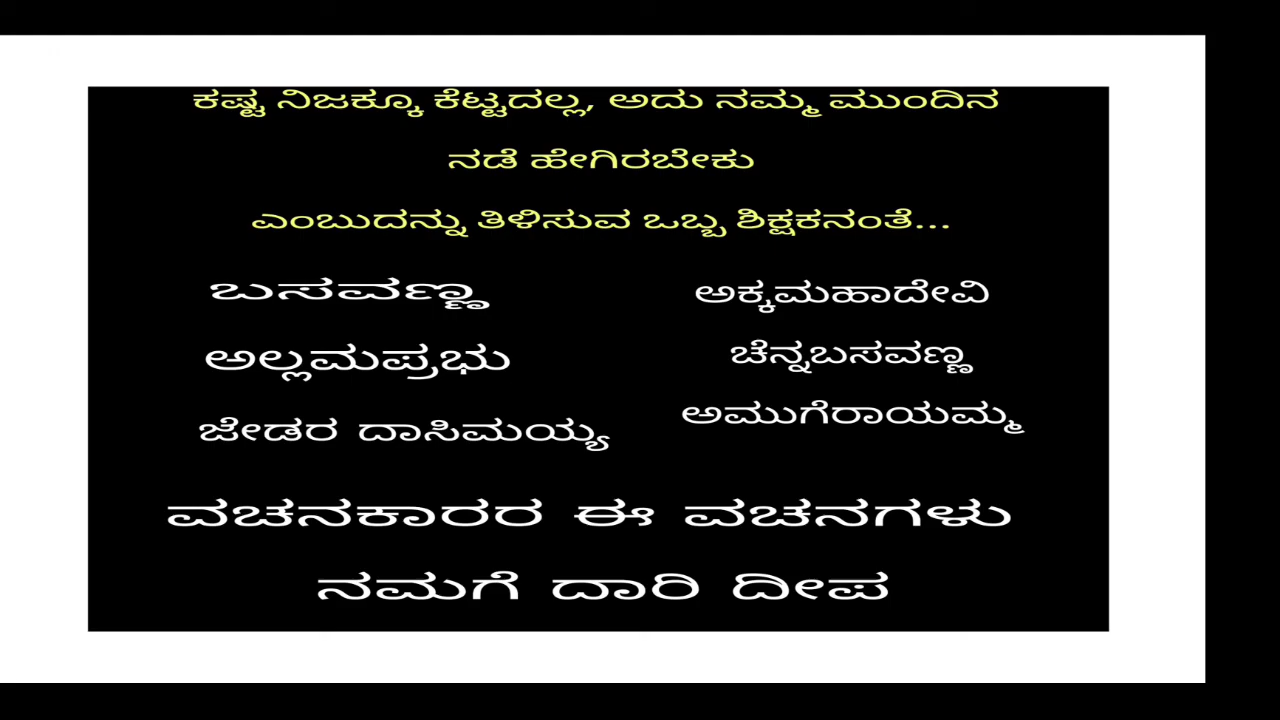 ಕಷ್ಟ ನಿಜಕ್ಕೂ ಕೆಟ್ಟದಲ್ಲ, ಅದು ನಮ್ಮ ಮುಂದಿನ
ನಡೆ ಹೇಗಿರಬೇಕು
ಎಂಬುದನ್ನು ತಿಳಿಸುವ ಒಬ್ಬ ಶಿಕ್ಷಕನಂತೆ...
ಬಸವಣ್ಣ
ಅಲ್ಲಮಪ್ರಭು
ಜೇಡರ ದಾಸಿಮಯ್ಯ
ಅಕ್ಕಮಹಾದೇವಿ
ಚೆನ್ನಬಸವಣ್ಣ
ಅಮುಗೆರಾಯಮ್ಮ
ವಚನಕಾರರ ಈ ವಚನಗಳು
ನಮಗೆ ದಾರಿ ದೀಪ